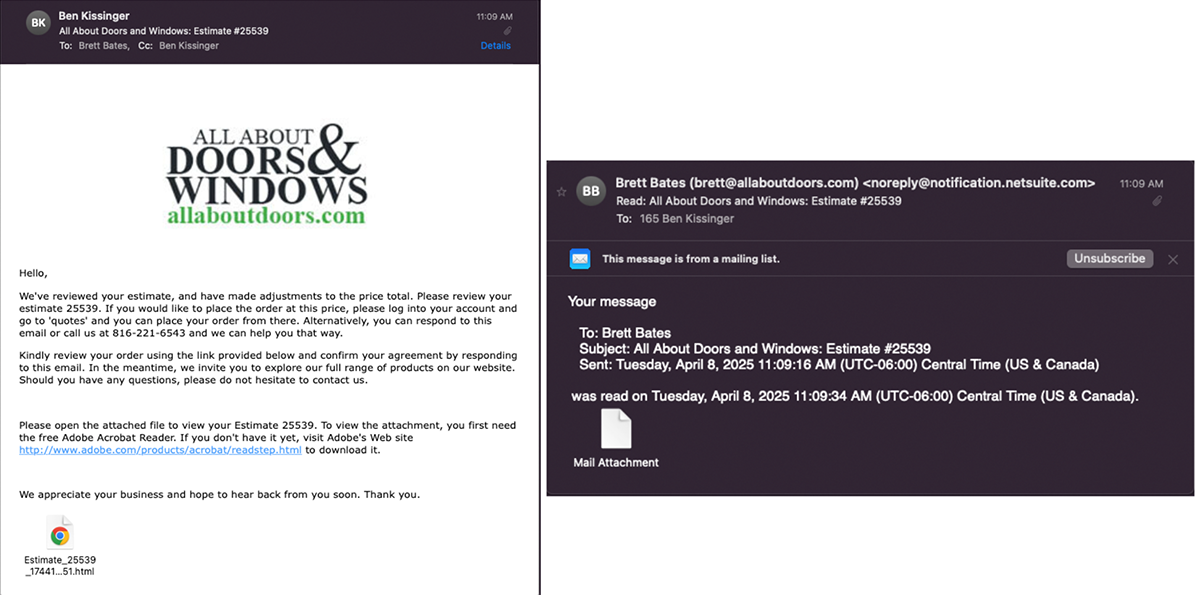 BK
Ben Kissinger
11:09 AM
All About Doors and Windows: Estimate #25539
To: Brett Bates, Cc: Ben Kissinger
Details
ALL ABOUT
DOORS&
WINDOWS
allaboutdoors.com
Hello,
We've reviewed your estimate, and have made adjustments to the price total. Please review your
estimate 25539. If you would like to place the order at this price, please log into your account and
go to 'quotes' and you can place your order from there. Alternatively, you can respond to this
email or call us at 816-221-6543 and we can help you that way.
Kindly review your order using the link provided below and confirm your agreement by responding
to this email. In the meantime, we invite you to explore our full range of products on our website.
Should you have any questions, please do not hesitate to contact us.
Please open the attached file to view your Estimate 25539. To view the attachment, you first need
the free Adobe Acrobat Reader. If you don't have it yet, visit Adobe's Web site
http://www.adobe.com/products/acrobat/readstep.html to download it.
We appreciate your business and hope to hear back from you soon. Thank you.
Estimate_25539
_17441...51.html
BB
Brett Bates (brett@allaboutdoors.com) <noreply@notification.netsuite.com>
11:09 AM
Read: All About Doors and Windows: Estimate #25539
To: 165 Ben Kissinger
This message is from a mailing list.
Unsubscribe
Your message
To: Brett Bates
Subject: All About Doors and Windows: Estimate #25539
Sent: Tuesday, April 8, 2025 11:09:16 AM (UTC-06:00) Central Time (US & Canada)
was read on Tuesday, April 8, 2025 11:09:34 AM (UTC-06:00) Central Time (US & Canada).
Mail Attachment